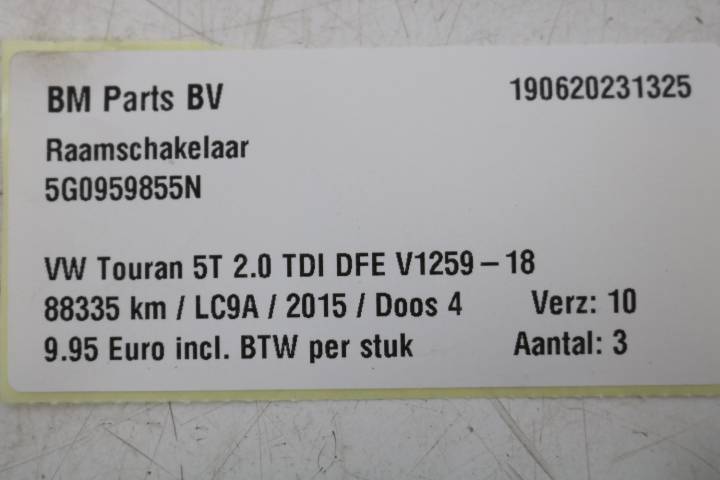 BM Parts BV 190620231325
Raamschakelaar
5G0959855N
VW Touran 5T 2.0 TDI DFE V1259 – 18
88335 km / LC9A / 2015 / Doos 4 Verz: 10
9.95 Euro incl. BTW per stuk Aantal: 3